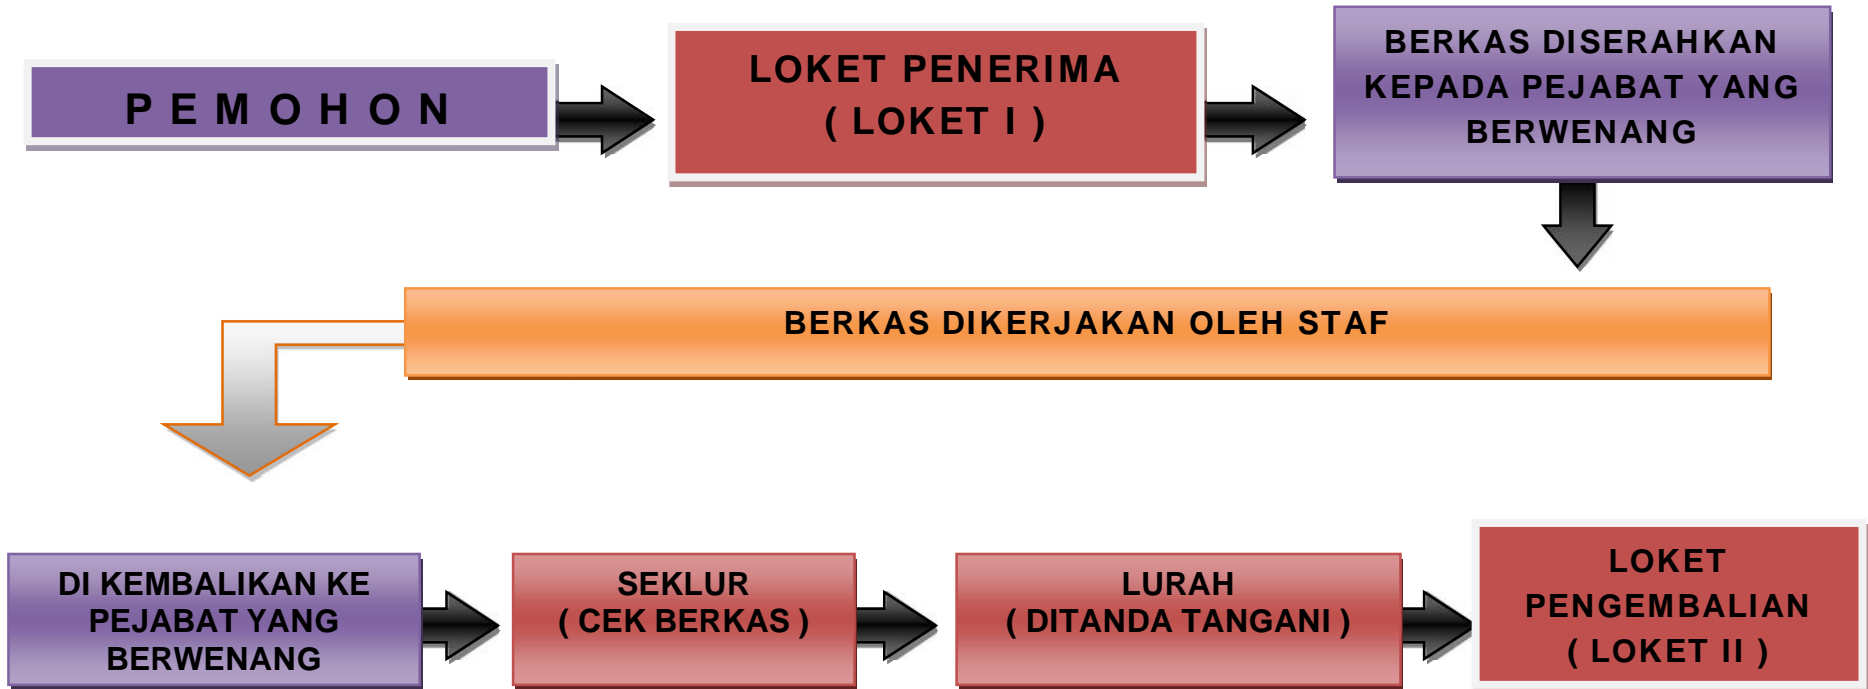 PEMOHON
LOKET PENERIMA
( LOKET I )
BERKAS DISERAHKAN
KEPADA PEJABAT YANG
BERWENANG
BERKAS DIKERJAKAN OLEH STAF
DI KEMBALIKAN KE
PEJABAT YANG
BERWENANG
SEKLUR
( CEK BERKAS )
LURAH
( DITANDA TANGANI )
LOKET
PENGEMBALIAN
( LOKET II )